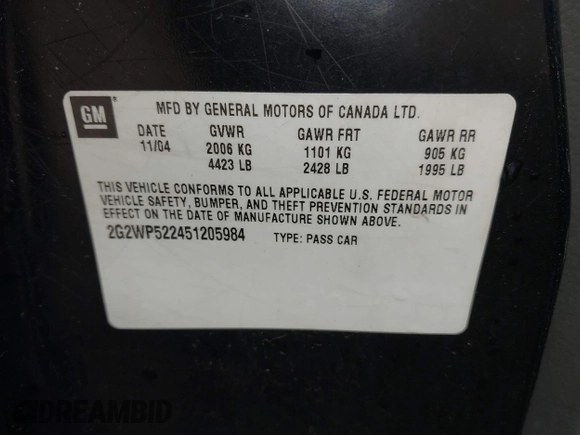 GM
MFD BY GENERAL MOTORS OF CANADA LTD.
DATE GVWR GAWR FRT GAWR RR
11/04 2006 KG 1101 KG 905 KG
4423 LB 2428 LB 1995 LB
THIS VEHICLE CONFORMS TO ALL APPLICABLE U.S. FEDERAL MOTOR
VEHICLE SAFETY, BUMPER, AND THEFT PREVENTION STANDARDS IN
EFFECT ON THE DATE OF MANUFACTURE SHOWN ABOVE.
2G2WP522451205984 TYPE: PASS CAR
DREAMBID